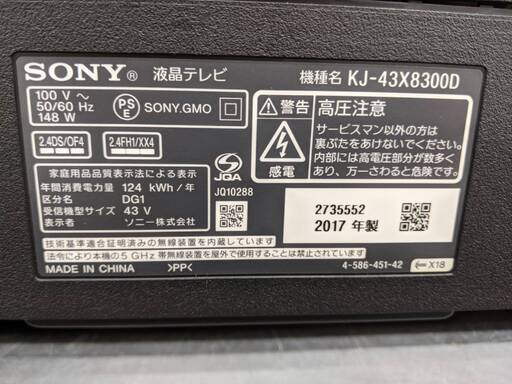 SONY® 液晶テレビ
機種名 KJ-43X8300D
100 V～
50/60 Hz
148 W
PSE SONY.GMO
2.4DS/OF4 2.4FH1/XX4
家庭用品品質表示法による表示
年間消費電力量 124 kWh/年
区分名 DG1
受信機型サイズ 43 V
表示者 ソニー株式会社
JQA
JQ10288
警告 高圧注意
感電
サービスマン以外の方は
裏ぶたをあけないでください。
内部には高電圧部分が数多く
あり、万一さわると危険です。
2735552
2017 年製
技術基準適合証明済みの無線装置を内蔵しています。
法令により本機の5 GHz 帯無線装置を屋外で使用することは禁止されています。
MADE IN CHINA >PP<
4-586-451-42 X18